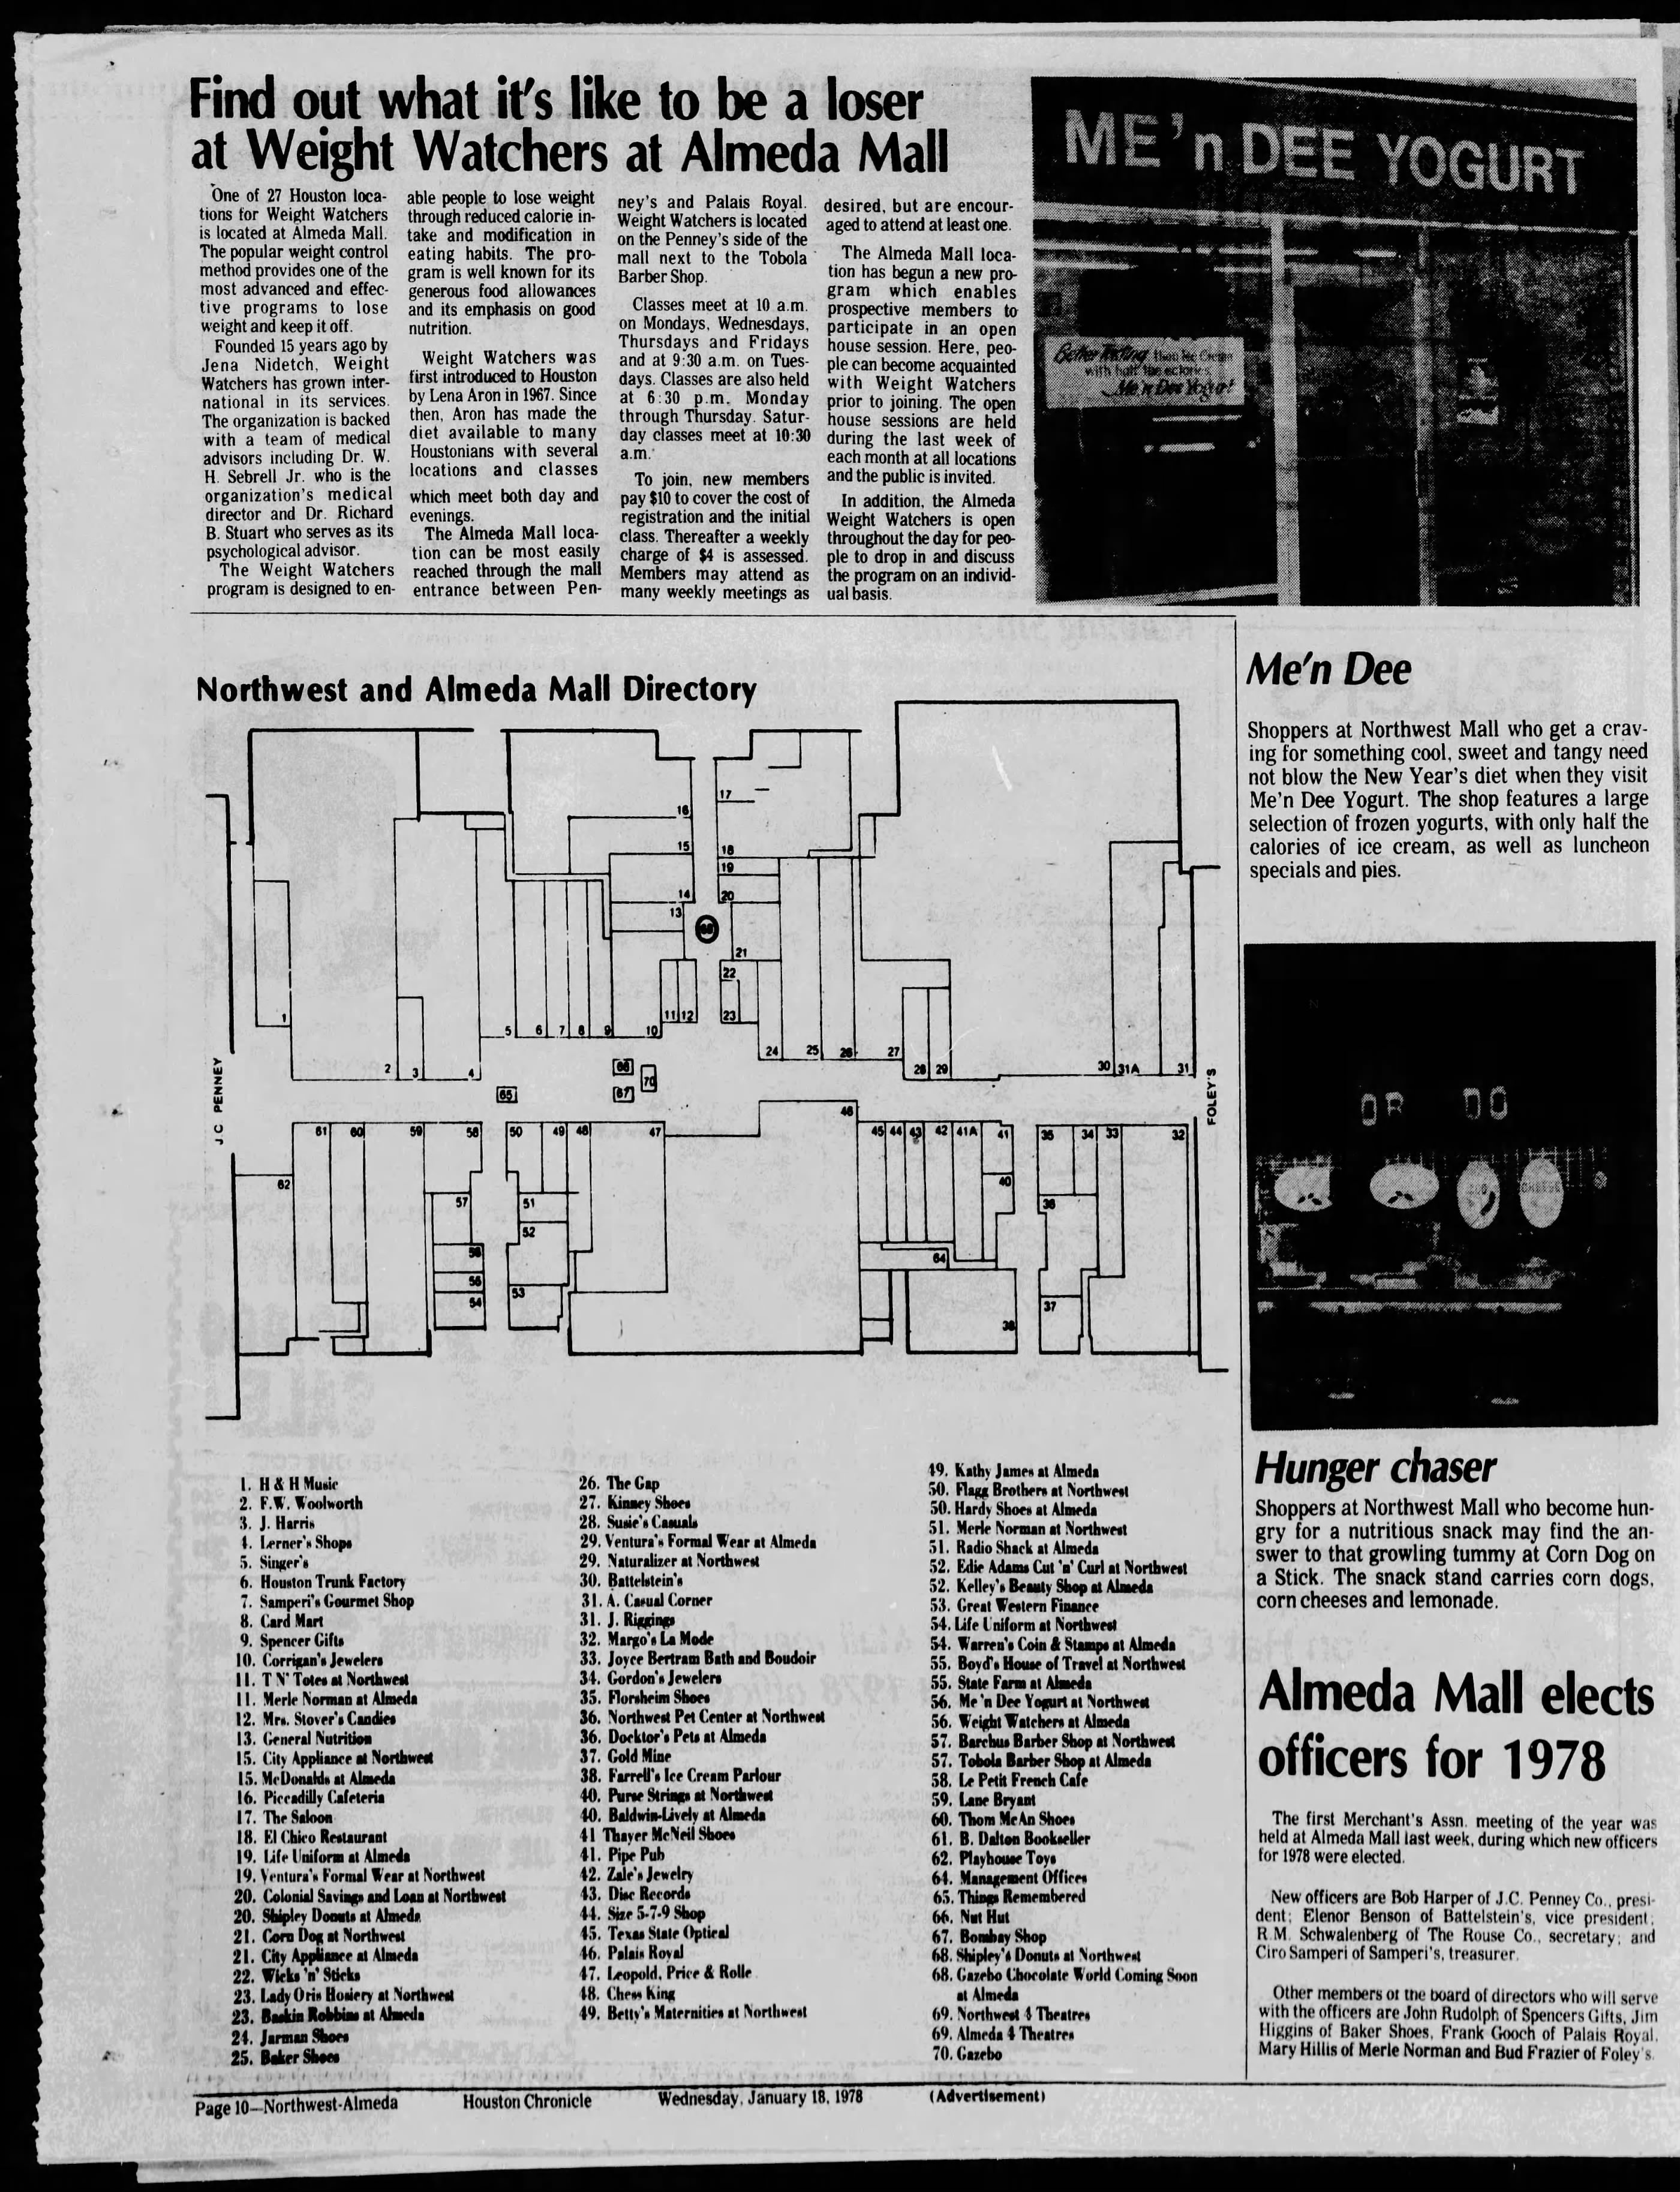 Find out what it's like to be a loser
at Weight Watchers at Almeda Mall
One of 27 Houston loca-
tions for Weight Watchers
is located at Almeda Mall.
The popular weight control
method provides one of the
most advanced and effec-
tive programs to lose
weight and keep it off.
Founded 15 years ago by
Jena Nidetch, Weight
Watchers has grown inter-
national in its services.
The organization is backed
with a team of medical
advisors including Dr. W.
H. Sebrell Jr. who is the
organization's medical
director and Dr. Richard
B. Stuart who serves as its
psychological advisor.
The Weight Watchers
program is designed to en-
able people to lose weight
through reduced calorie in-
take and modification in
eating habits. The pro-
gram is well known for its
generous food allowances
and its emphasis on good
nutrition.
Weight Watchers was
first introduced to Houston
by Lena Aron in 1967. Since
then, Aron has made the
diet available to many
Houstonians with several
locations and classes
which meet both day and
evenings.
The Almeda Mall loca-
tion can be most easily
reached through the mall
entrance between Pen-
ney's and Palais Royal.
Weight Watchers is located
on the Penney's side of the
mall next to the Tobola
Barber Shop.
Classes meet at 10 a.m.
on Mondays, Wednesdays,
Thursdays and Fridays
and at 9:30 a.m. on Tues-
days. Classes are also held
at 6:30 p.m. Monday
through Thursday. Satur-
day classes meet at 10:30
a.m.
To join, new members
pay $10 to cover the cost of
registration and the initial
class. Thereafter a weekly
charge of $4 is assessed.
Members may attend as
many weekly meetings as
desired, but are encour-
aged to attend at least one.
The Almeda Mall loca-
tion has begun a new pro-
gram which enables
prospective members to
participate in an open
house session. Here, peo-
ple can become acquainted
with Weight Watchers
prior to joining. The open
house sessions are held
during the last week of
each month at all locations
and the public is invited.
In addition, the Almeda
Weight Watchers is open
throughout the day for peo-
ple to drop in and discuss
the program on an individ-
ual basis.
ME'n DEE YOGURT
Better Tasting than Ice Cream
with half the calories
Me'n Dee Yogurt
Me'n Dee
Shoppers at Northwest Mall who get a crav-
ing for something cool, sweet and tangy need
not blow the New Year's diet when they visit
Me'n Dee Yogurt. The shop features a large
selection of frozen yogurts, with only half the
calories of ice cream, as well as luncheon
specials and pies.
Northwest and Almeda Mall Directory
J.C. PENNEY
FOLEY'S
17
16
15
18
19
14
20
13
68
21
22
1
11 12
23
5 6 7 8 9 10
24 25 26 27
2 3 4
28 29
30 31A 31
66
65
67
70
46
61 60 59 58 50 49 48 47
45 44 43 42 41A 41 35 34 33 32
62
40
57
51
36
52
56
64
55
53
54
37
38
1. H & H Music
2. F.W. Woolworth
3. J. Harris
4. Lerner's Shops
5. Singer's
6. Houston Trunk Factory
7. Samperi's Gourmet Shop
8. Card Mart
9. Spencer Gifts
10. Corrigan's Jewelers
11. T 'N' Totes at Northwest
11. Merle Norman at Almeda
12. Mrs. Stover's Candies
13. General Nutrition
15. City Appliance at Northwest
15. McDonalds at Almeda
16. Piccadilly Cafeteria
17. The Saloon
18. El Chico Restaurant
19. Life Uniform at Almeda
19. Ventura's Formal Wear at Northwest
20. Colonial Savings and Loan at Northwest
20. Shipley Donuts at Almeda
21. Corn Dog at Northwest
21. City Appliance at Almeda
22. Wicks 'n' Sticks
23. Lady Oris Hosiery at Northwest
23. Baskin Robbins at Almeda
24. Jarman Shoes
25. Baker Shoes
26. The Gap
27. Kinney Shoes
28. Susie's Casuals
29. Ventura's Formal Wear at Almeda
29. Naturalizer at Northwest
30. Battelstein's
31. A. Casual Corner
31. J. Riggings
32. Margo's La Mode
33. Joyce Bertram Bath and Boudoir
34. Gordon's Jewelers
35. Florsheim Shoes
36. Northwest Pet Center at Northwest
36. Docktor's Pets at Almeda
37. Gold Mine
38. Farrell's Ice Cream Parlour
40. Purse Strings at Northwest
40. Baldwin-Lively at Almeda
41 Thayer McNeil Shoes
41. Pipe Pub
42. Zale's Jewelry
43. Disc Records
44. Size 5-7-9 Shop
45. Texas State Optical
46. Palais Royal
47. Leopold, Price & Rolle
48. Chess King
49. Betty's Maternities at Northwest
49. Kathy James at Almeda
50. Flagg Brothers at Northwest
50. Hardy Shoes at Almeda
51. Merle Norman at Northwest
51. Radio Shack at Almeda
52. Edie Adams Cut 'n' Curl at Northwest
52. Kelley's Beauty Shop at Almeda
53. Great Western Finance
54. Life Uniform at Northwest
54. Warren's Coin & Stamps at Almeda
55. Boyd's House of Travel at Northwest
55. State Farm at Almeda
56. Me 'n Dee Yogurt at Northwest
56. Weight Watchers at Almeda
57. Barchus Barber Shop at Northwest
57. Tobola Barber Shop at Almeda
58. Le Petit French Cafe
59. Lane Bryant
60. Thom McAn Shoes
61. B. Dalton Bookseller
62. Playhouse Toys
64. Management Offices
65. Things Remembered
66. Nut Hut
67. Bombay Shop
68. Shipley's Donuts at Northwest
68. Gazebo Chocolate World Coming Soon
at Almeda
69. Northwest 4 Theatres
69. Almeda 4 Theatres
70. Gazebo
Hunger chaser
Shoppers at Northwest Mall who become hun-
gry for a nutritious snack may find the an-
swer to that growling tummy at Corn Dog on
a Stick. The snack stand carries corn dogs,
corn cheeses and lemonade.
Almeda Mall elects
officers for 1978
The first Merchant's Assn. meeting of the year was
held at Almeda Mall last week, during which new officers
for 1978 were elected.
New officers are Bob Harper of J.C. Penney Co., presi-
dent; Elenor Benson of Battelstein's, vice president;
R.M. Schwalenberg of The Rouse Co., secretary; and
Ciro Samperi of Samperi's, treasurer.
Other members of the board of directors who will serve
with the officers are John Rudolph of Spencers Gifts, Jim
Higgins of Baker Shoes, Frank Gooch of Palais Royal,
Mary Hillis of Merle Norman and Bud Frazier of Foley's.
Page 10—Northwest-Almeda Houston Chronicle Wednesday, January 18, 1978 (Advertisement)